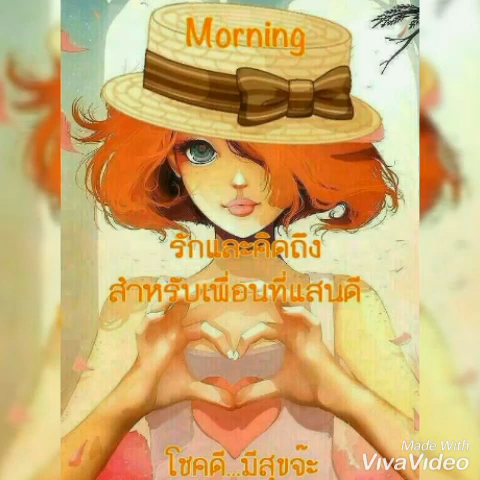 Morning
รักและคิดถึง
สำหรับเพื่อนที่แสนดี
โชคดี...มีสุขจ๊ะ
Made With
VivaVideo